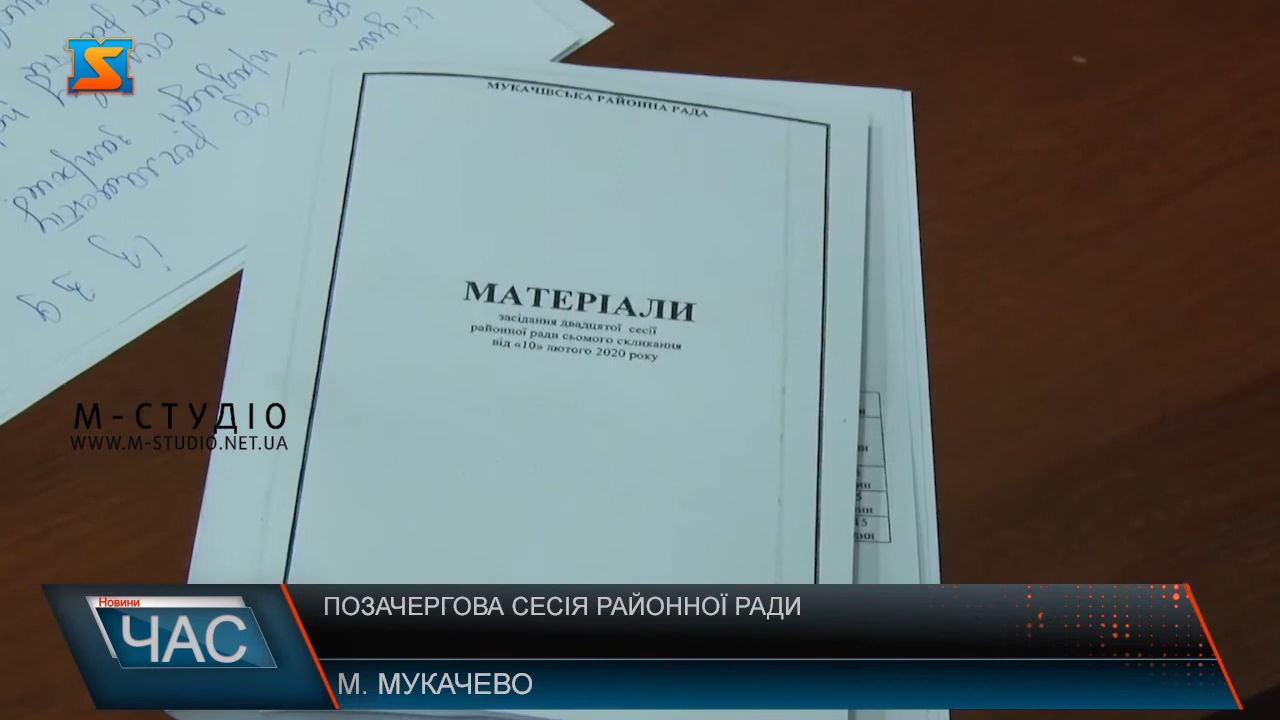 МУКАЧІВСЬКА РАЙОННА РАДА
МАТЕРІАЛИ
засідання двадцятої сесії
районної ради сьомого скликання
від «10» лютого 2020 року
М-СТУДІО
WWW.M-STUDIO.NET.UA
Новини
ЧАС
ПОЗАЧЕРГОВА СЕСІЯ РАЙОННОЇ РАДИ
М. МУКАЧЕВО